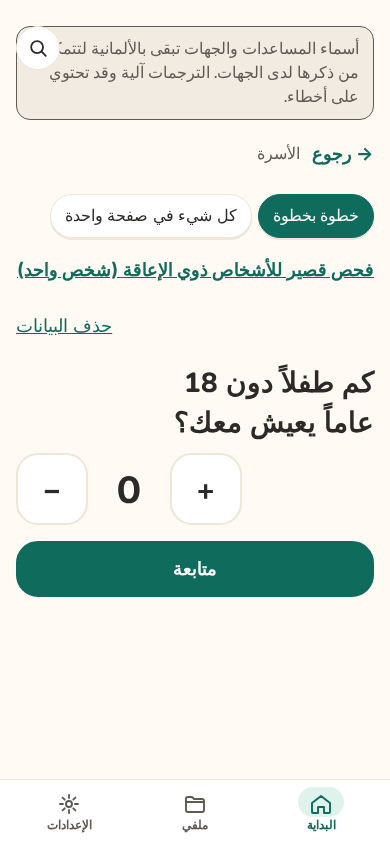 أسماء المساعدات والجهات تبقى بالألمانية لتتمكن
من ذكرها لدى الجهات. الترجمات آلية وقد تحتوي
على أخطاء.
→ رجوع الأسرة
خطوة بخطوة كل شيء في صفحة واحدة
فحص قصير للأشخاص ذوي الإعاقة (شخص واحد)
حذف البيانات
كم طفلاً دون 18
عاماً يعيش معك؟
+ 0 −
متابعة
البداية ملفي الإعدادات